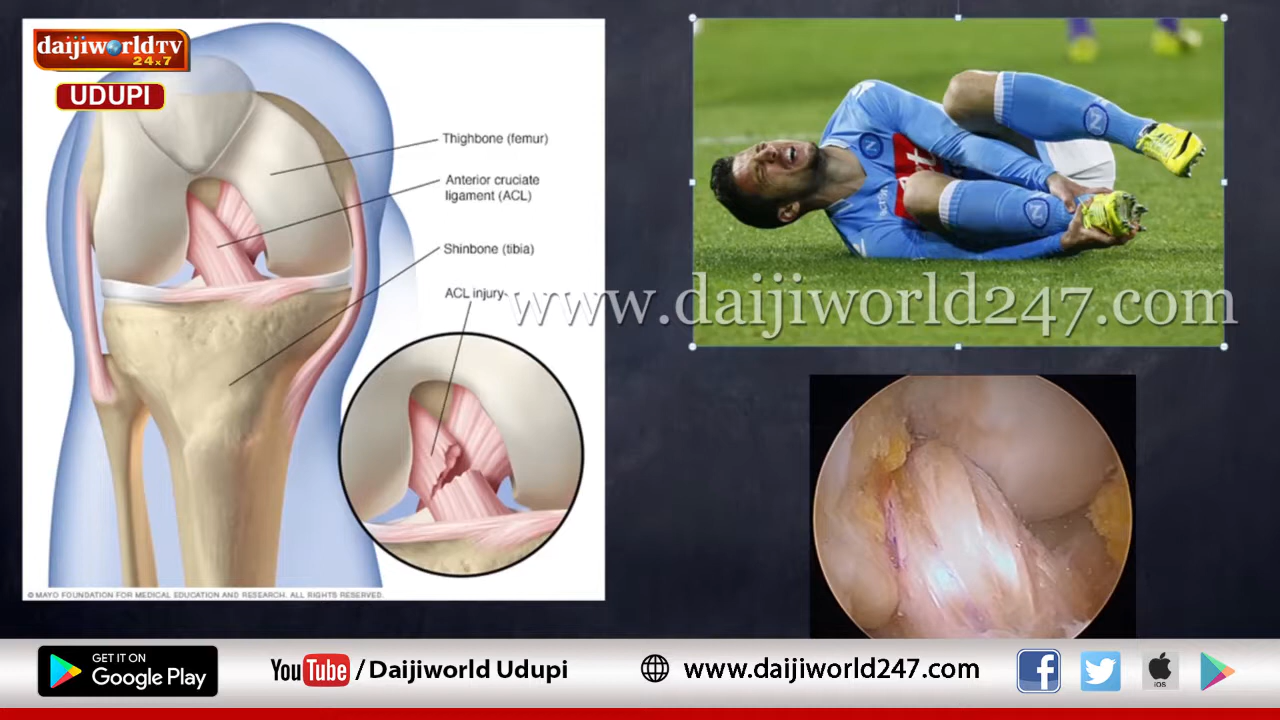 daijiworldTV
24x7
UDUPI
Thighbone (femur)
Anterior cruciate
ligament (ACL)
Shinbone (tibia)
ACL injury
© MAYO FOUNDATION FOR MEDICAL EDUCATION AND RESEARCH. ALL RIGHTS RESERVED.
N
N
N
www.daijiworld247.com
GET IT ON
Google Play
YouTube / Daijiworld Udupi
www.daijiworld247.com
f
iOS